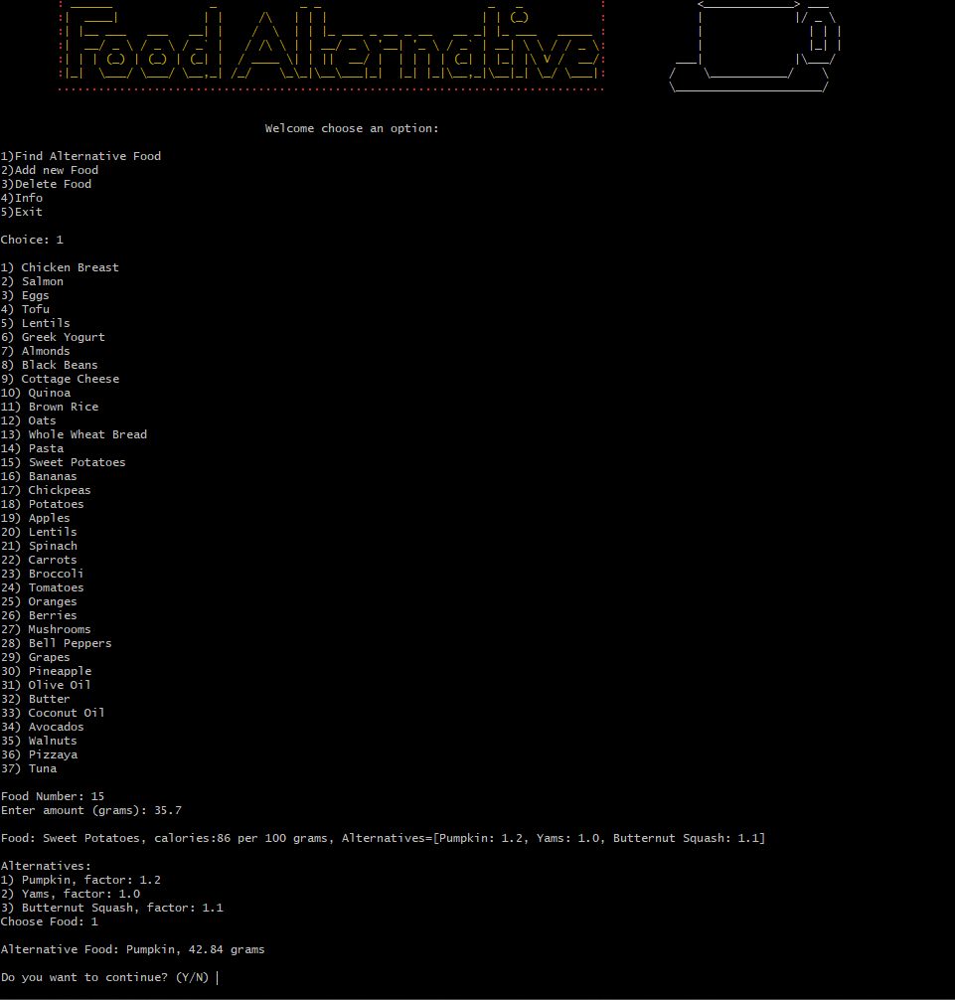 Food Alternative
Welcome choose an option:
1)Find Alternative Food
2)Add new Food
3)Delete Food
4)Info
5)Exit
Choice: 1
1) Chicken Breast
2) Salmon
3) Eggs
4) Tofu
5) Lentils
6) Greek Yogurt
7) Almonds
8) Black Beans
9) Cottage Cheese
10) Quinoa
11) Brown Rice
12) Oats
13) Whole Wheat Bread
14) Pasta
15) Sweet Potatoes
16) Bananas
17) Chickpeas
18) Potatoes
19) Apples
20) Lentils
21) Spinach
22) Carrots
23) Broccoli
24) Tomatoes
25) Oranges
26) Berries
27) Mushrooms
28) Bell Peppers
29) Grapes
30) Pineapple
31) Olive Oil
32) Butter
33) Coconut Oil
34) Avocados
35) Walnuts
36) Pizzaya
37) Tuna
Food Number: 15
Enter amount (grams): 35.7
Food: Sweet Potatoes, calories:86 per 100 grams, Alternatives=[Pumpkin: 1.2, Yams: 1.0, Butternut Squash: 1.1]
Alternatives:
1) Pumpkin, factor: 1.2
2) Yams, factor: 1.0
3) Butternut Squash, factor: 1.1
Choose Food: 1
Alternative Food: Pumpkin, 42.84 grams
Do you want to continue? (Y/N)